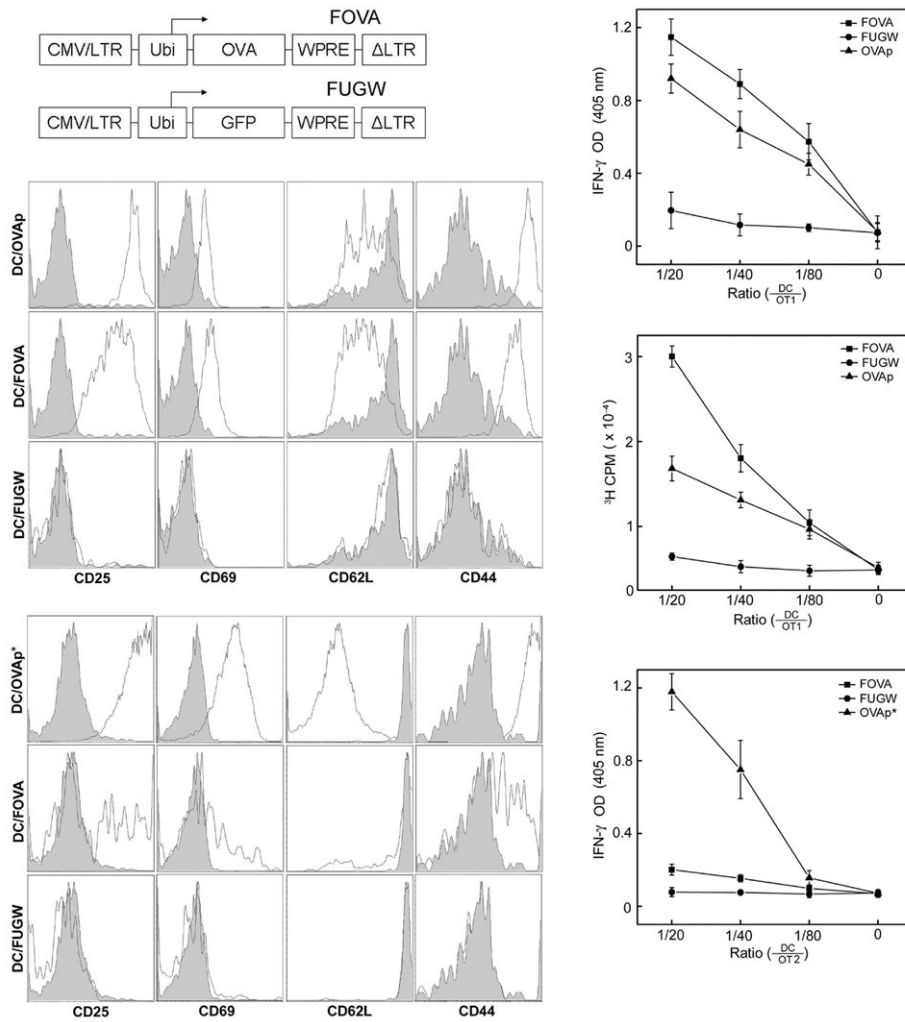 FOVA
CMV/LTR Ubi OVA WPRE ΔLTR
FUGW
CMV/LTR Ubi GFP WPRE ΔLTR
DC/OVAp
DC/FOVA
DC/FUGW
CD25 CD69 CD62L CD44
DC/OVAp*
DC/FOVA
DC/FUGW
CD25 CD69 CD62L CD44
FOVA
FUGW
OVAp
IFN-γ OD (405 nm)
1.2
0.8
0.4
0
1/20 1/40 1/80 0
Ratio (DC/OT1)
FOVA
FUGW
OVAp
³H CPM ( x 10⁻⁴)
3
1
0
1/20 1/40 1/80 0
Ratio (DC/OT1)
FOVA
FUGW
OVAp*
IFN-γ OD (405 nm)
1.2
0.8
0.4
0
1/20 1/40 1/80 0
Ratio (DC/OT2)